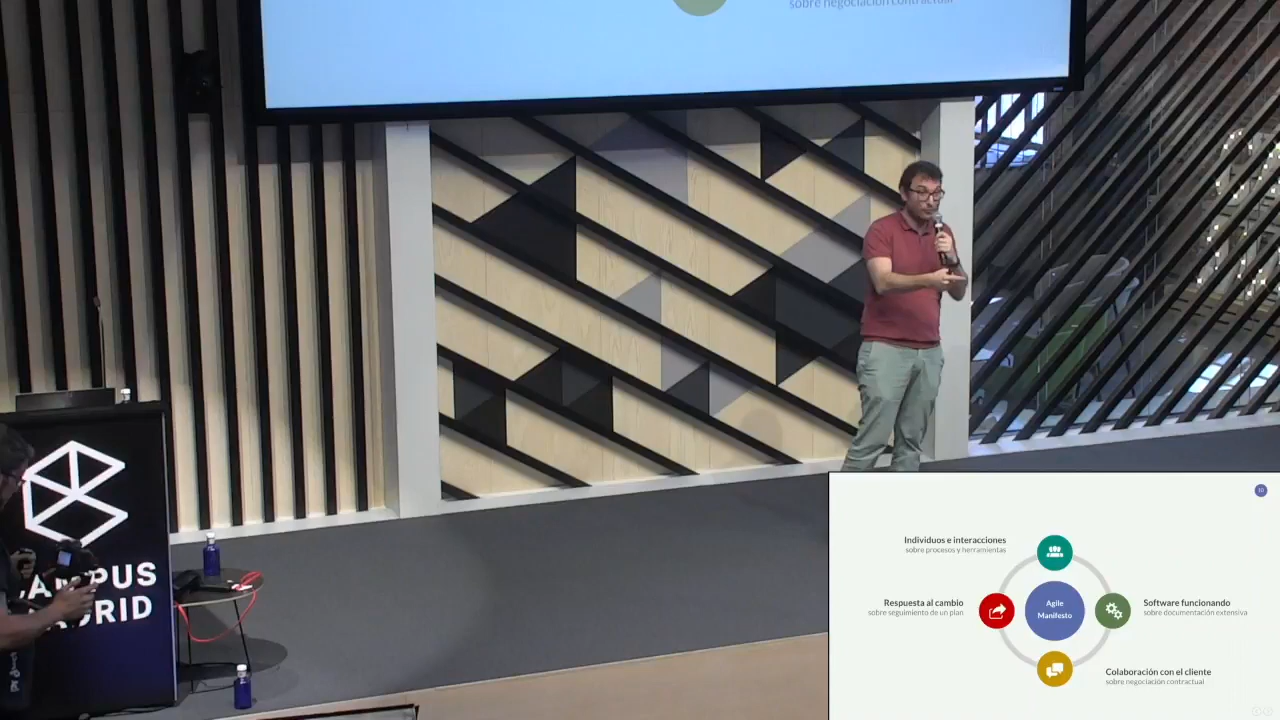 sobre negociación contractual
CAMPUS
MADRID
10
Individuos e interacciones
sobre procesos y herramientas
Respuesta al cambio
sobre seguimiento de un plan
Agile
Manifesto
Software funcionando
sobre documentación extensiva
Colaboración con el cliente
sobre negociación contractual